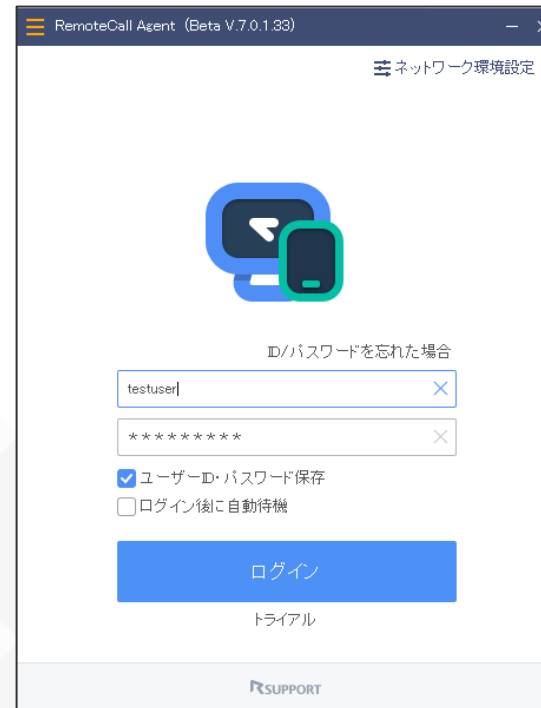 RemoteCall Agent (Beta V.7.0.1.33)
ネットワーク環境設定
ID/パスワードを忘れた場合
testuser
*********
ユーザーID・パスワード保存
ログイン後に自動待機
ログイン
トライアル
RSUPPORT